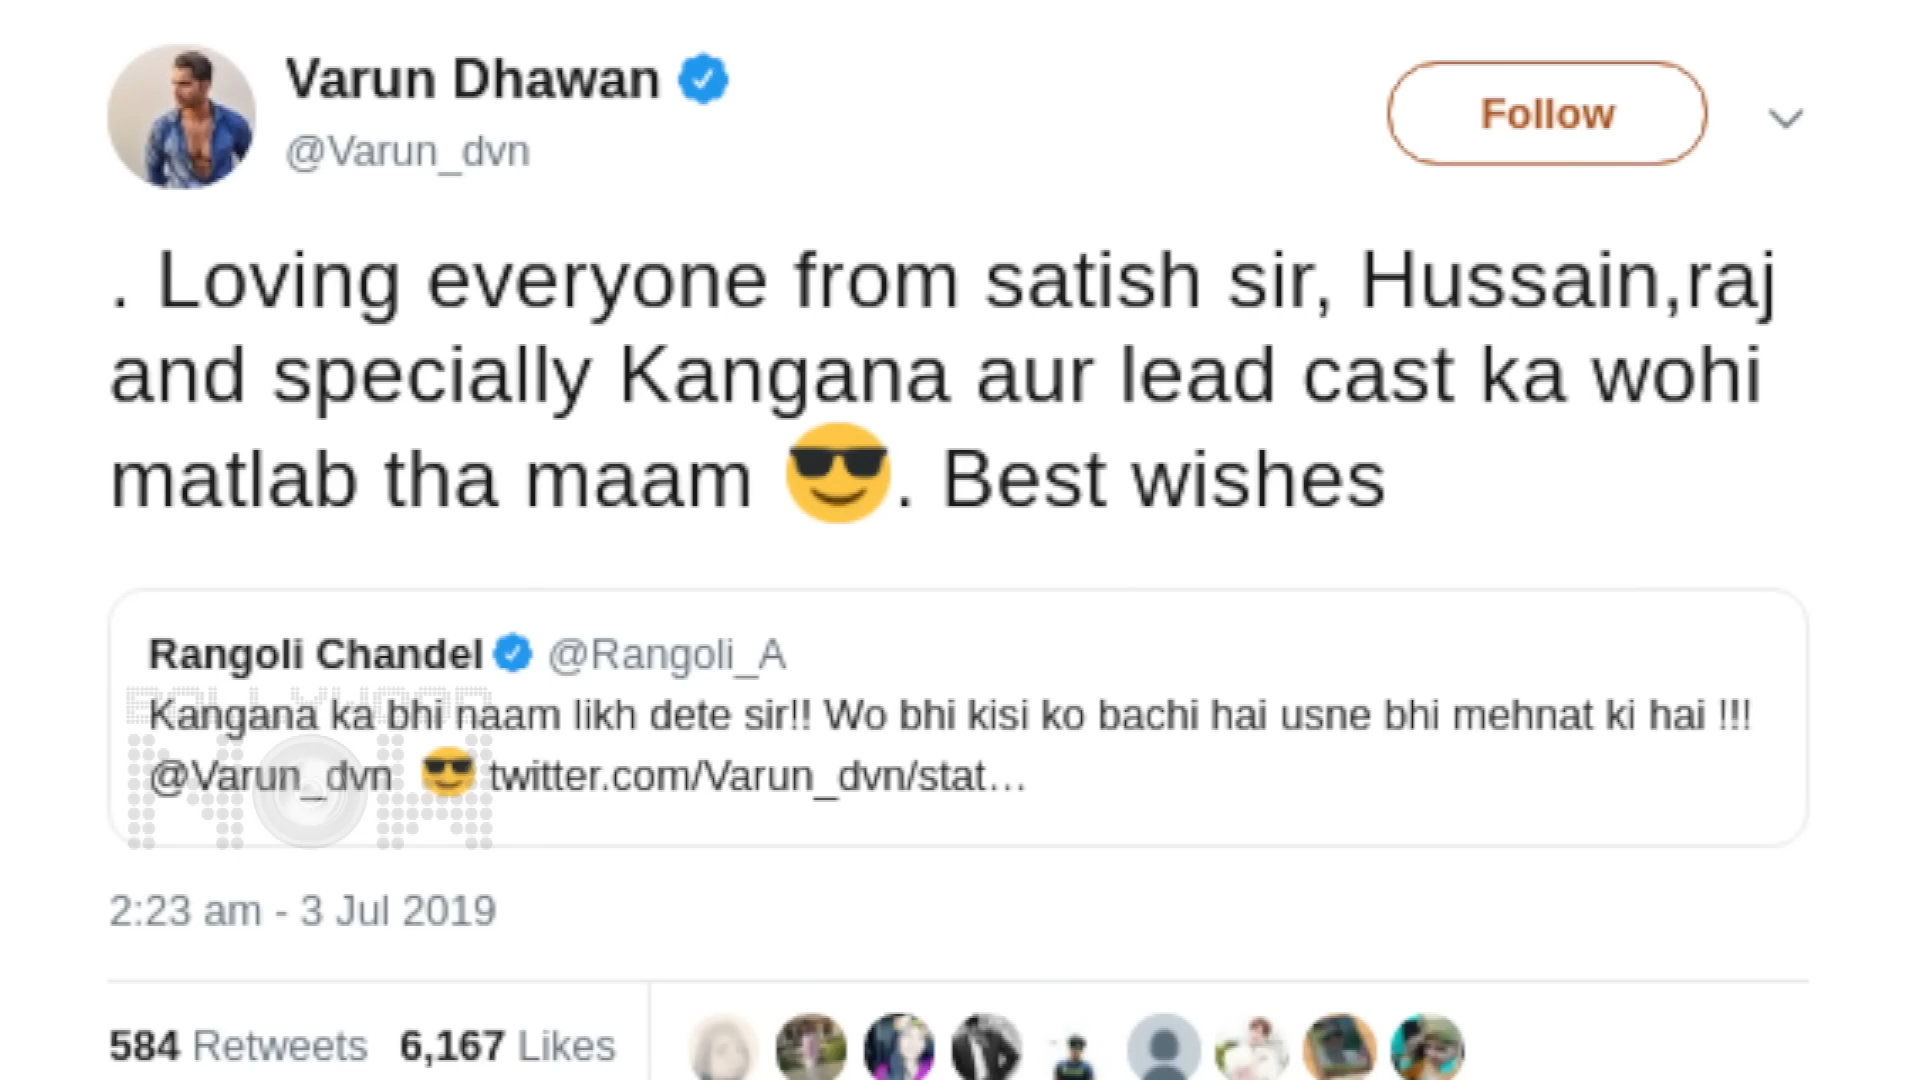 Varun Dhawan
@Varun_dvn
Follow
. Loving everyone from satish sir, Hussain,raj
and specially Kangana aur lead cast ka wohi
matlab tha maam 😎. Best wishes
Rangoli Chandel @Rangoli_A
Kangana ka bhi naam likh dete sir!! Wo bhi kisi ko bachi hai usne bhi mehnat ki hai !!!
@Varun_dvn 😎 twitter.com/Varun_dvn/stat…
BOLLYWOOD
NOW
2:23 am - 3 Jul 2019
584 Retweets 6,167 Likes